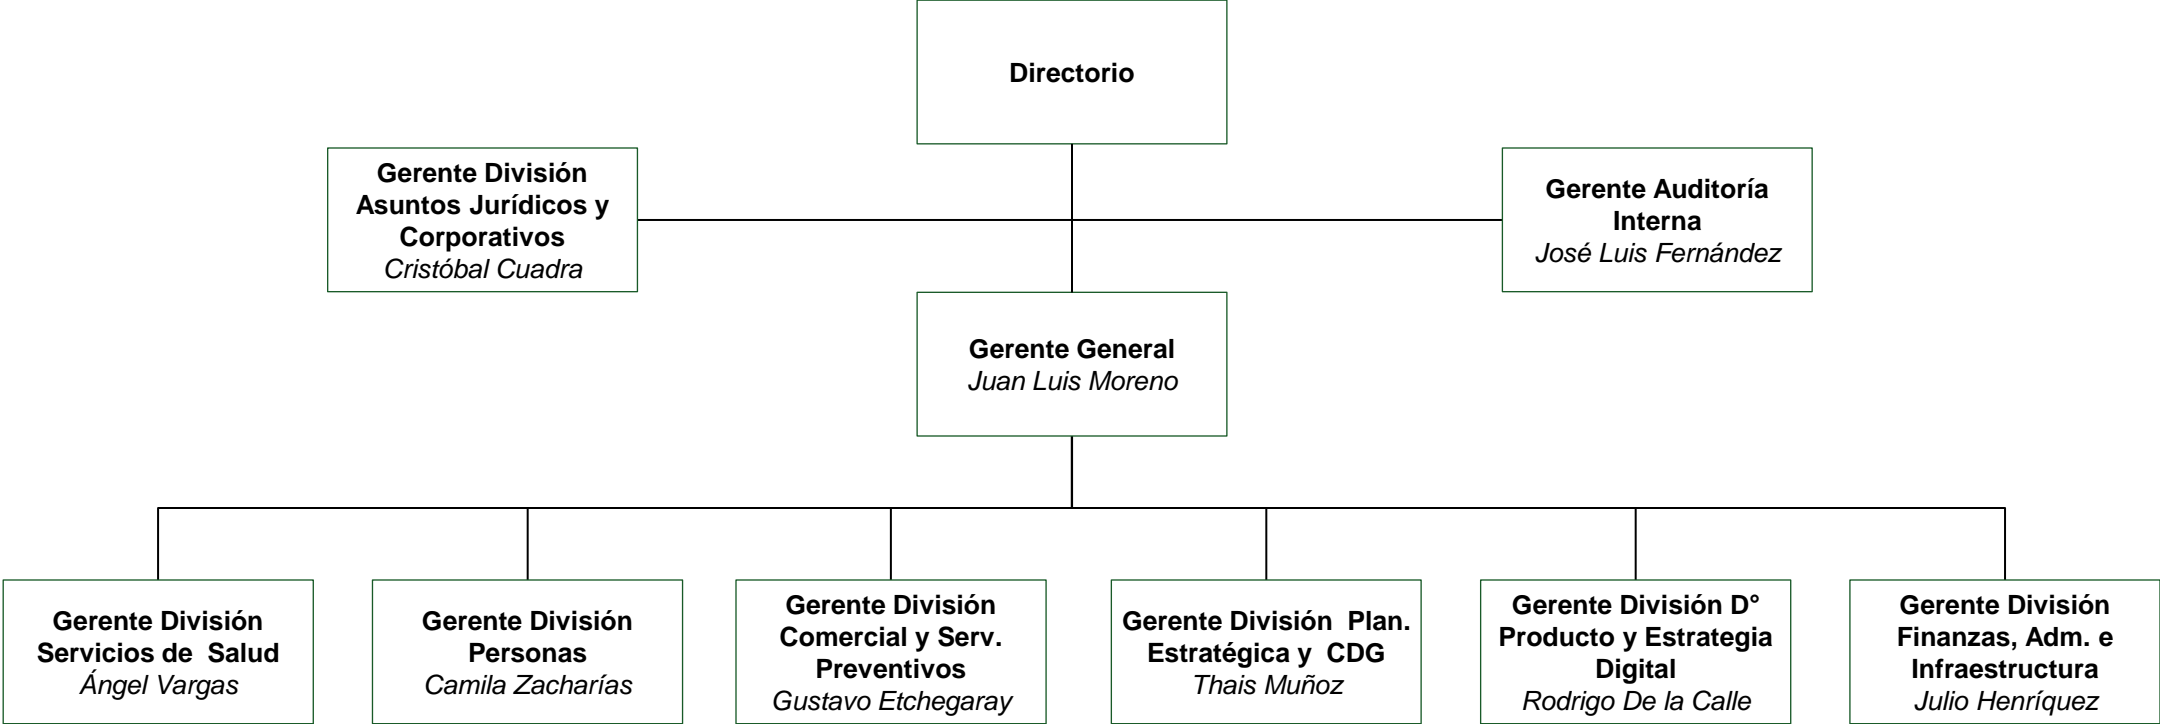 Directorio
Gerente División
Asuntos Jurídicos y
Corporativos
Cristóbal Cuadra
Gerente Auditoría
Interna
José Luis Fernández
Gerente General
Juan Luis Moreno
Gerente División
Servicios de  Salud
Ángel Vargas
Gerente División
Personas
Camila Zacharías
Gerente División
Comercial y Serv.
Preventivos
Gustavo Etchegaray
Gerente División  Plan.
Estratégica y  CDG
Thais Muñoz
Gerente División D°
Producto y Estrategia
Digital
Rodrigo De la Calle
Gerente División
Finanzas, Adm. e
Infraestructura
Julio Henríquez